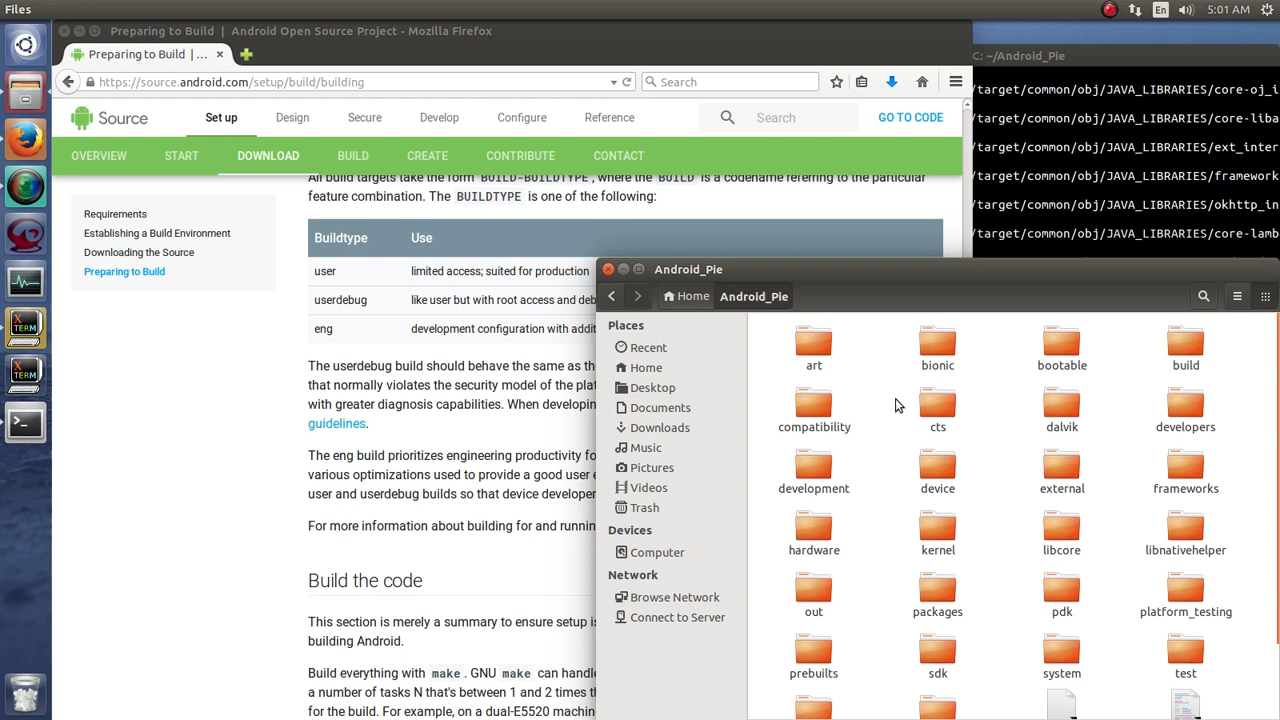 Files
En
5:01 AM
Preparing to Build | Android Open Source Project - Mozilla Firefox
Preparing to Build | ...
https://source.android.com/setup/build/building
Search
Source
Set up
Design
Secure
Develop
Configure
Reference
Search
GO TO CODE
OVERVIEW
START
DOWNLOAD
BUILD
CREATE
CONTRIBUTE
CONTACT
Requirements
Establishing a Build Environment
Downloading the Source
Preparing to Build
All build targets take the form BUILD-BUILDTYPE, where the BUILD is a codename referring to the particular
feature combination. The BUILDTYPE is one of the following:
Buildtype Use
user limited access; suited for production
userdebug like user but with root access and deb
eng development configuration with addit
The userdebug build should behave the same as th
that normally violates the security model of the plat
with greater diagnosis capabilities. When developin
guidelines.
The eng build prioritizes engineering productivity fo
various optimizations used to provide a good user e
user and userdebug builds so that device developer
For more information about building for and runnin
Build the code
This section is merely a summary to ensure setup is
building Android.
Build everything with make. GNU make can handle
a number of tasks N that's between 1 and 2 times th
for the build. For example, on a dual-E5520 machin
C: ~/Android_Pie
/target/common/obj/JAVA_LIBRARIES/core-oj_i
/target/common/obj/JAVA_LIBRARIES/core-liba
/target/common/obj/JAVA_LIBRARIES/ext_inter
/target/common/obj/JAVA_LIBRARIES/framework
/target/common/obj/JAVA_LIBRARIES/okhttp_in
/target/common/obj/JAVA_LIBRARIES/core-lamb
Android_Pie
Home
Android_Pie
Places
Recent
Home
Desktop
Documents
Downloads
Music
Pictures
Videos
Trash
Devices
Computer
Network
Browse Network
Connect to Server
art
bionic
bootable
build
compatibility
cts
dalvik
developers
development
device
external
frameworks
hardware
kernel
libcore
libnativehelper
out
packages
pdk
platform_testing
prebuilts
sdk
system
test
X
TERM
X
TERM
>_